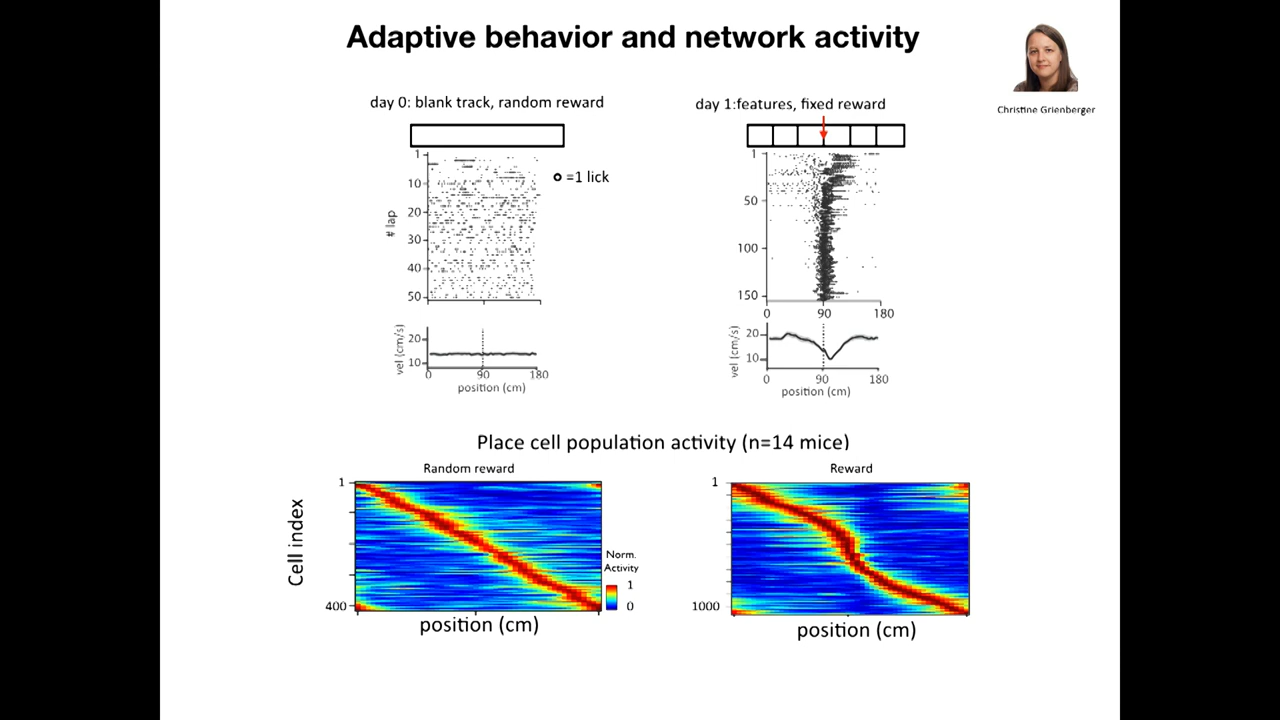 Adaptive behavior and network activity
Christine Grienberger
day 0: blank track, random reward
1
10
20
30
40
50
# lap
=1 lick
20
10
vel (cm/s)
0
90
180
position (cm)
day 1:features, fixed reward
1
50
100
150
0
90
180
20
10
vel (cm/s)
0
90
180
position (cm)
Place cell population activity (n=14 mice)
Random reward
1
400
Cell index
position (cm)
Norm.
Activity
1
0
Reward
1
1000
position (cm)